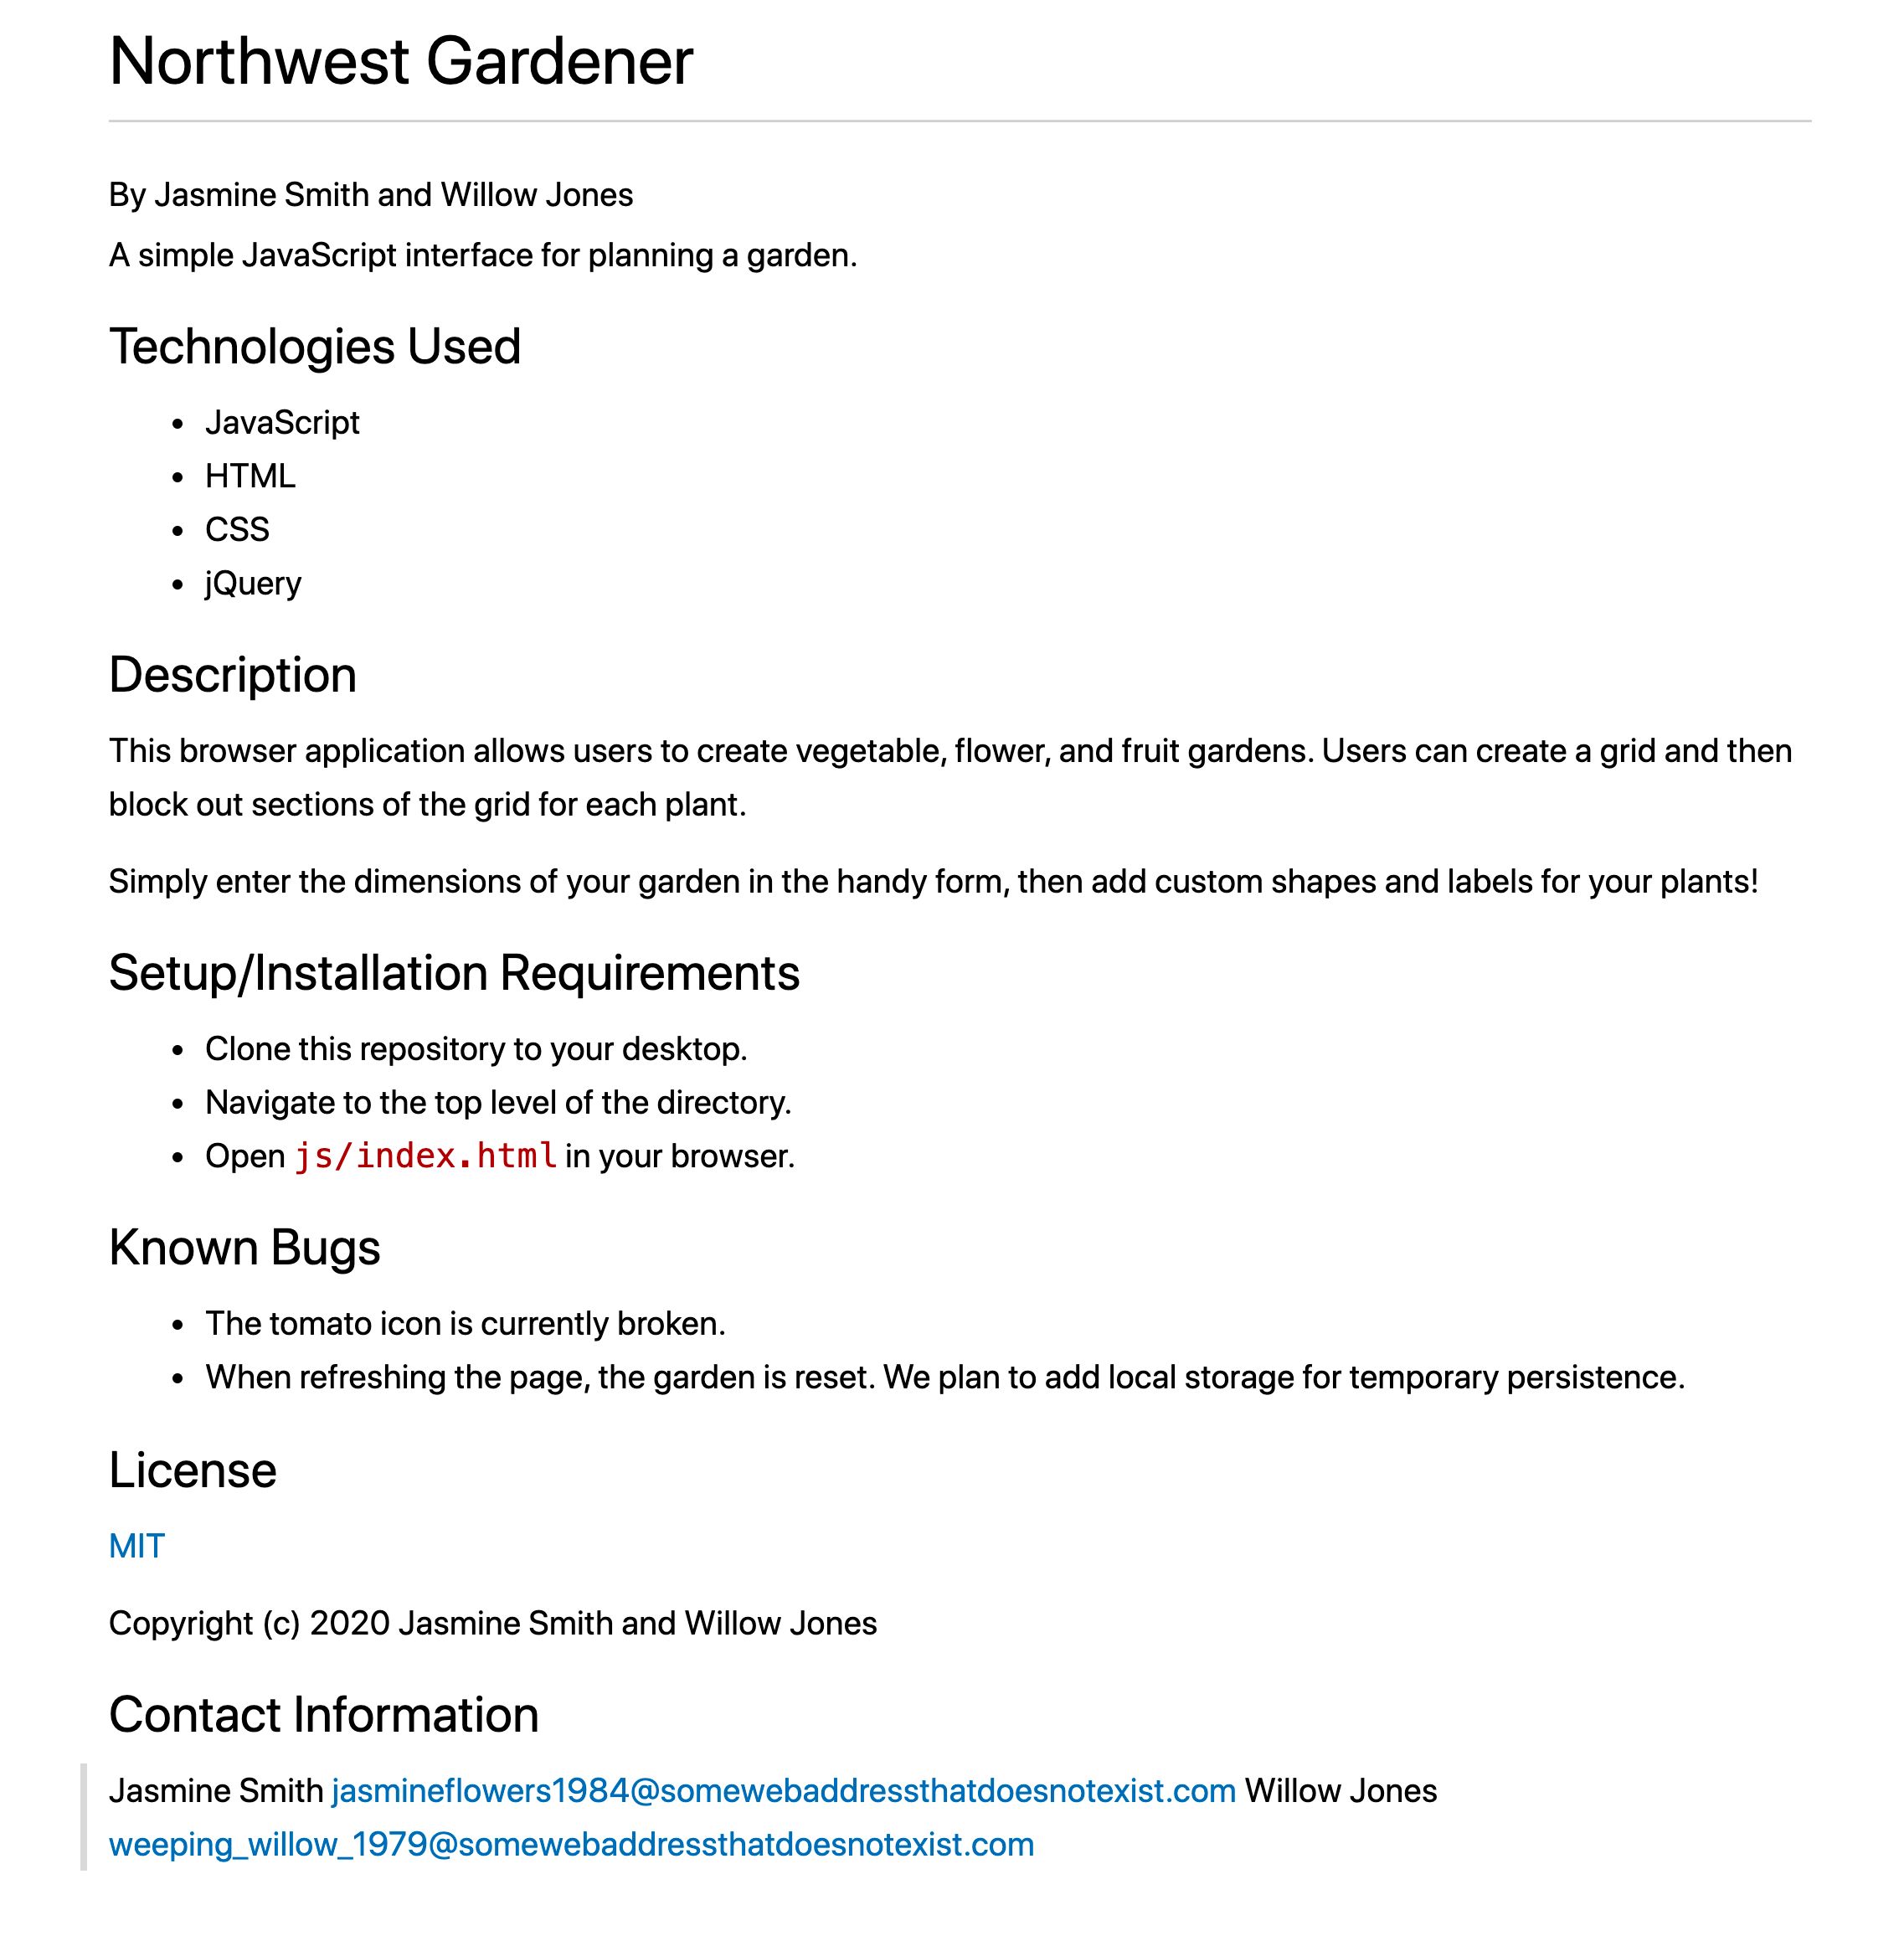 Northwest Gardener
By Jasmine Smith and Willow Jones
A simple JavaScript interface for planning a garden.
Technologies Used
• JavaScript
• HTML
• CSS
• jQuery
Description
This browser application allows users to create vegetable, flower, and fruit gardens. Users can create a grid and then
block out sections of the grid for each plant.
Simply enter the dimensions of your garden in the handy form, then add custom shapes and labels for your plants!
Setup/Installation Requirements
• Clone this repository to your desktop.
• Navigate to the top level of the directory.
• Open js/index.html in your browser.
Known Bugs
• The tomato icon is currently broken.
• When refreshing the page, the garden is reset. We plan to add local storage for temporary persistence.
License
MIT
Copyright (c) 2020 Jasmine Smith and Willow Jones
Contact Information
Jasmine Smith jasmineflowers1984@somewebaddressthatdoesnotexist.com Willow Jones
weeping_willow_1979@somewebaddressthatdoesnotexist.com